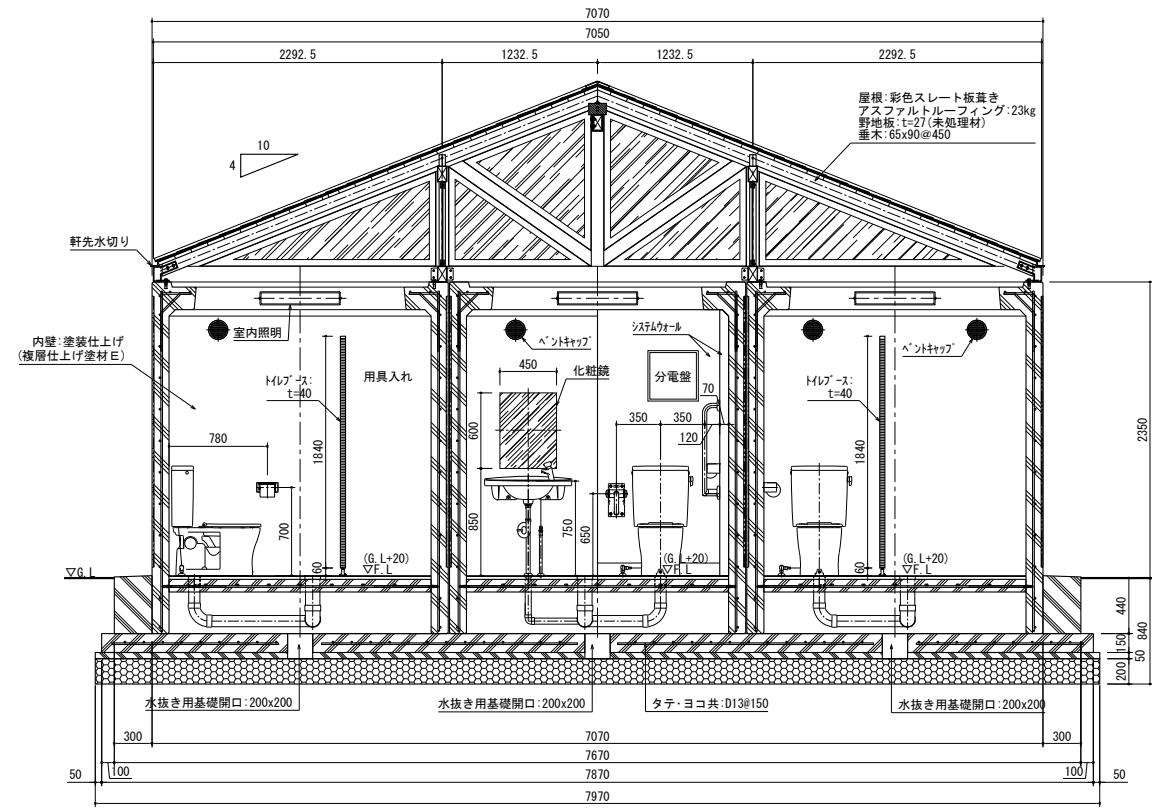 7070
7050
2292.5 1232.5 1232.5 2292.5
屋根:彩色スレート板葺き
アスファルトルーフィング:23kg
野地板:t=27(未処理材)
垂木:65x90@450
10
4
軒先水切り
内壁:塗装仕上げ
(複層仕上げ塗材E)
室内照明
トイレブース:
t=40
用具入れ
780
1840
700
60
(G.L+20)
▽F.L
ベントキャップ
システムウォール
450
化粧鏡
分電盤
70
350 350
120
600
850
750
650
(G.L+20)
▽F.L
ベントキャップ
トイレブース:
t=40
1840
60
(G.L+20)
▽F.L
2350
▽G.L
440
840
150
50
200
水抜き用基礎開口:200x200
水抜き用基礎開口:200x200
タテ・ヨコ共:D13@150
水抜き用基礎開口:200x200
300 7070 300
7670
50 100 7870 100 50
7970